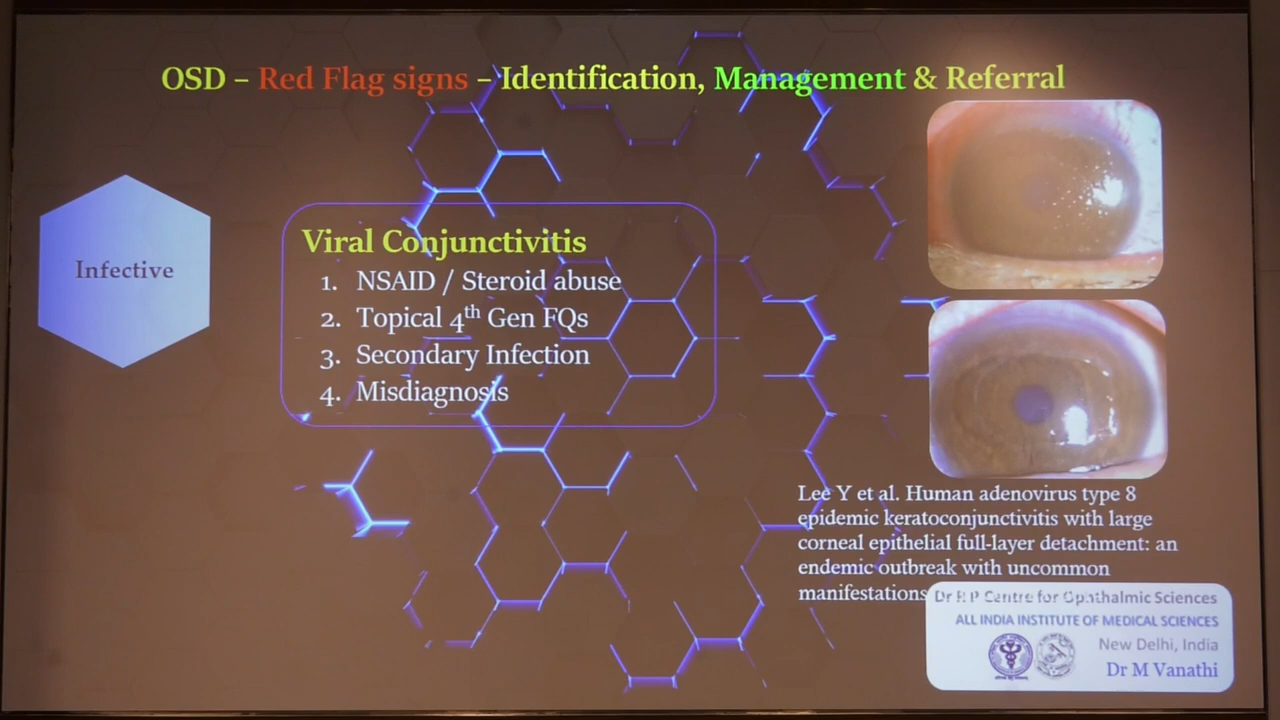 OSD – Red Flag signs – Identification, Management & Referral
Infective
Viral Conjunctivitis
1. NSAID / Steroid abuse
2. Topical 4th Gen FQs
3. Secondary Infection
4. Misdiagnosis
Lee Y et al. Human adenovirus type 8
epidemic keratoconjunctivitis with large
corneal epithelial full-layer detachment: an
endemic outbreak with uncommon
manifestations
Dr R P Centre for Ophthalmic Sciences
ALL INDIA INSTITUTE OF MEDICAL SCIENCES
New Delhi, India
Dr M Vanathi